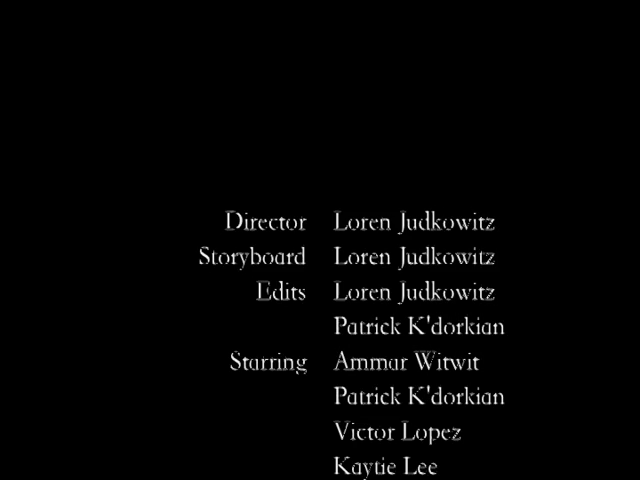 Director Loren Judkowitz
Storyboard Loren Judkowitz
Edits Loren Judkowitz
Patrick K'dorkian
Starring Ammar Witwit
Patrick K'dorkian
Victor Lopez
Kaytie Lee